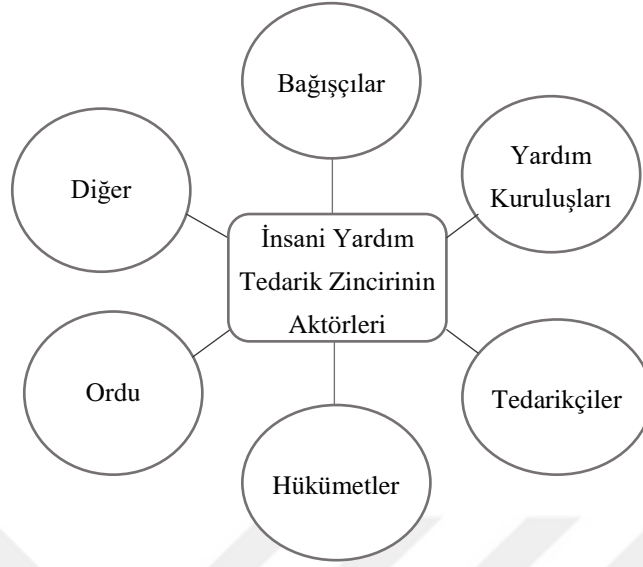 Bağışçılar
Yardım
Kuruluşları
Diğer
İnsani Yardım
Tedarik Zincirinin
Aktörleri
Ordu
Tedarikçiler
Hükümetler